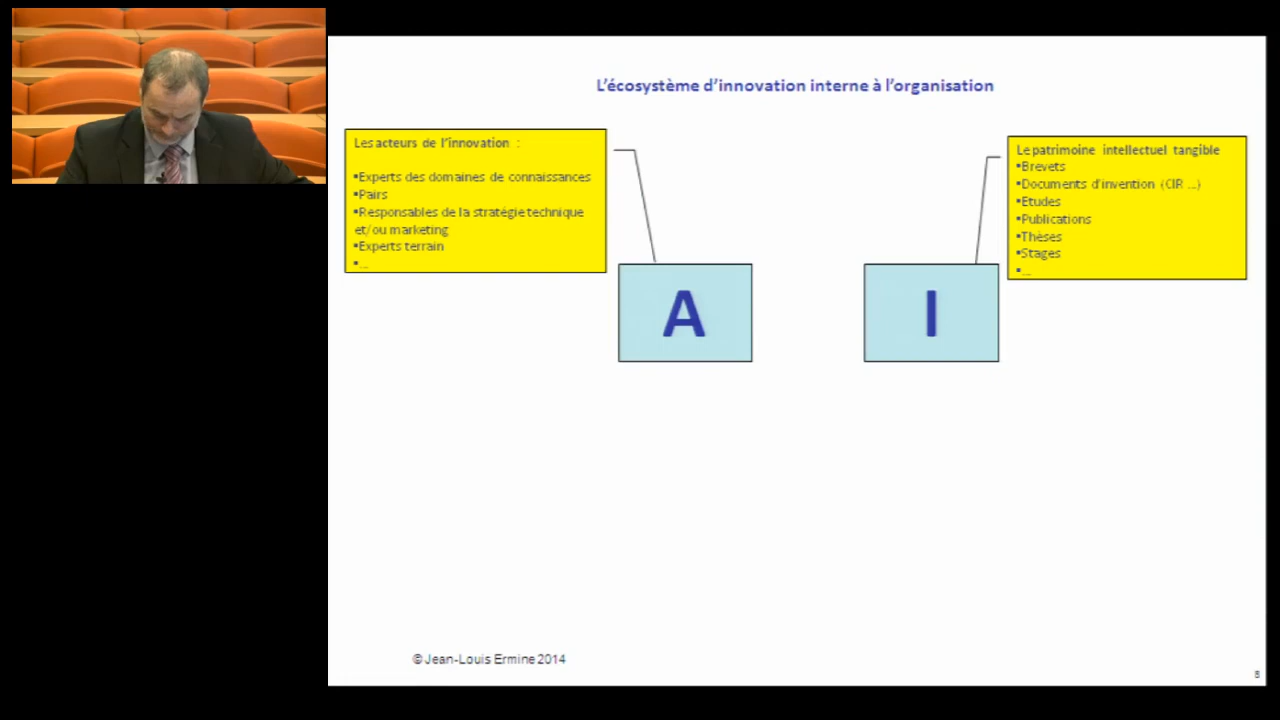 L'écosystème d'innovation interne à l'organisation
Les acteurs de l'innovation :
▪Experts des domaines de connaissances
▪Pairs
▪Responsables de la stratégie technique
et/ou marketing
▪Experts terrain
▪...
Le patrimoine intellectuel tangible
▪Brevets
▪Documents d'invention (CIR ...)
▪Etudes
▪Publications
▪Thèses
▪Stages
▪...
A
I
© Jean-Louis Ermine 2014
8